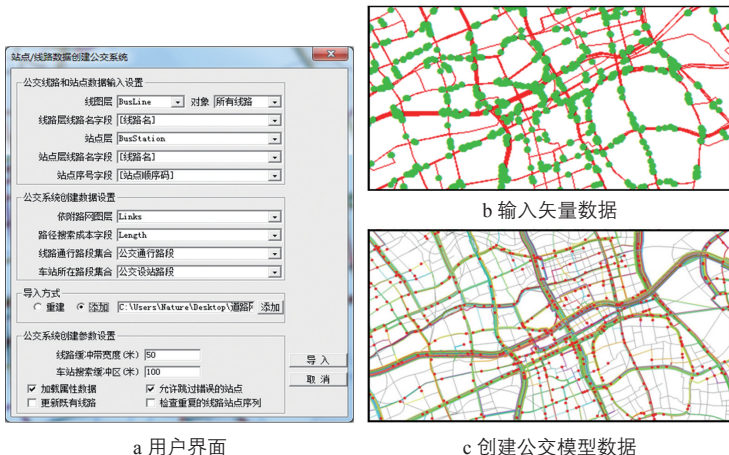 站点/线路数据创建公交系统
公交线路和站点数据输入设置
线图层 BusLine 对象 所有线路
线路层线路名字段 [线路名]
站点层 BusStation
站点层线路名字段 [线路名]
站点序号字段 [站点顺序码]
公交系统创建数据设置
依附路网图层 Links
路径搜索成本字段 Length
线路通行路段集合 公交通行路段
车站所在路段集合 公交设站路段
导入方式
重建 添加 C:\Users\Nature\Desktop\道路 添加
公交系统创建参数设置
线路缓冲带宽度(米) 50
车站搜索缓冲区(米) 100
导 入
加载属性数据 允许跳过错误的站点
取 消
更新既有线路 检查重复的线路站点序列
a 用户界面
b 输入矢量数据
c 创建公交模型数据